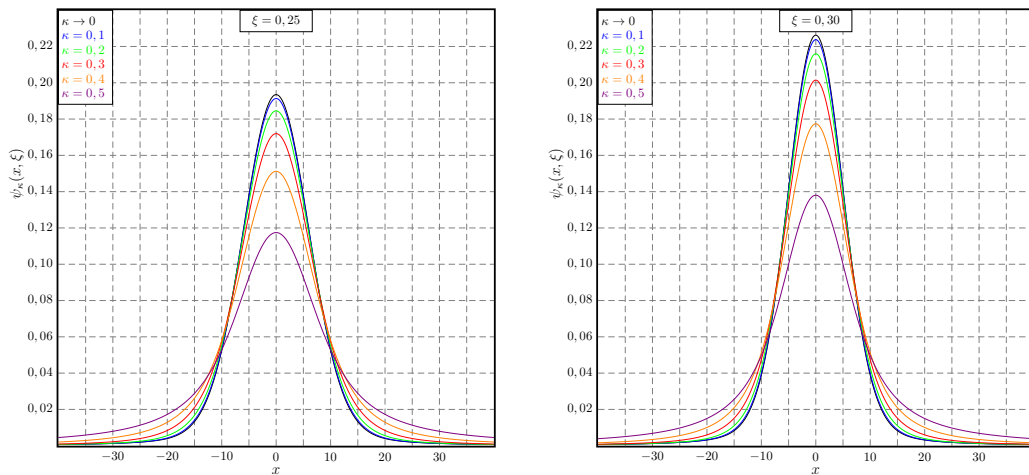 κ → 0
κ = 0, 1
κ = 0, 2
κ = 0, 3
κ = 0, 4
κ = 0, 5
ξ = 0, 25
0, 22
0, 20
0, 18
0, 16
0, 14
0, 12
0, 10
0, 08
0, 06
0, 04
0, 02
ψκ(x, ξ)
−30 −20 −10 0 10 20 30
x
κ → 0
κ = 0, 1
κ = 0, 2
κ = 0, 3
κ = 0, 4
κ = 0, 5
ξ = 0, 30
0, 22
0, 20
0, 18
0, 16
0, 14
0, 12
0, 10
0, 08
0, 06
0, 04
0, 02
ψκ(x, ξ)
−30 −20 −10 0 10 20 30
x